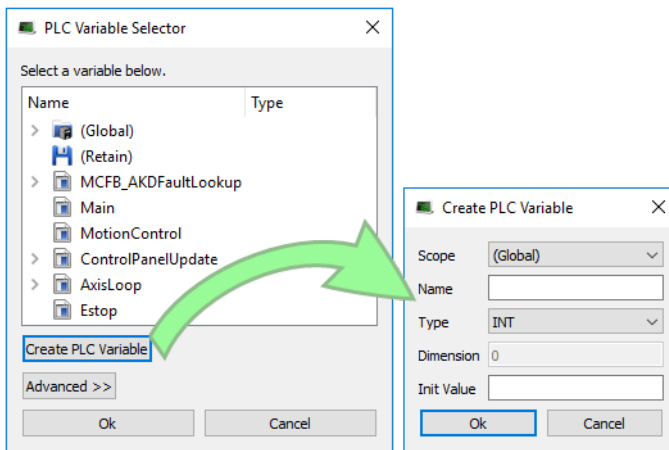 PLC Variable Selector
Select a variable below.
Name Type
(Global)
(Retain)
MCFB_AKDFaultLookup
Main
MotionControl
ControlPanelUpdate
AxisLoop
Estop
Create PLC Variable
Advanced >>
Ok Cancel
Create PLC Variable
Scope (Global)
Name
Type INT
Dimension 0
Init Value
Ok Cancel